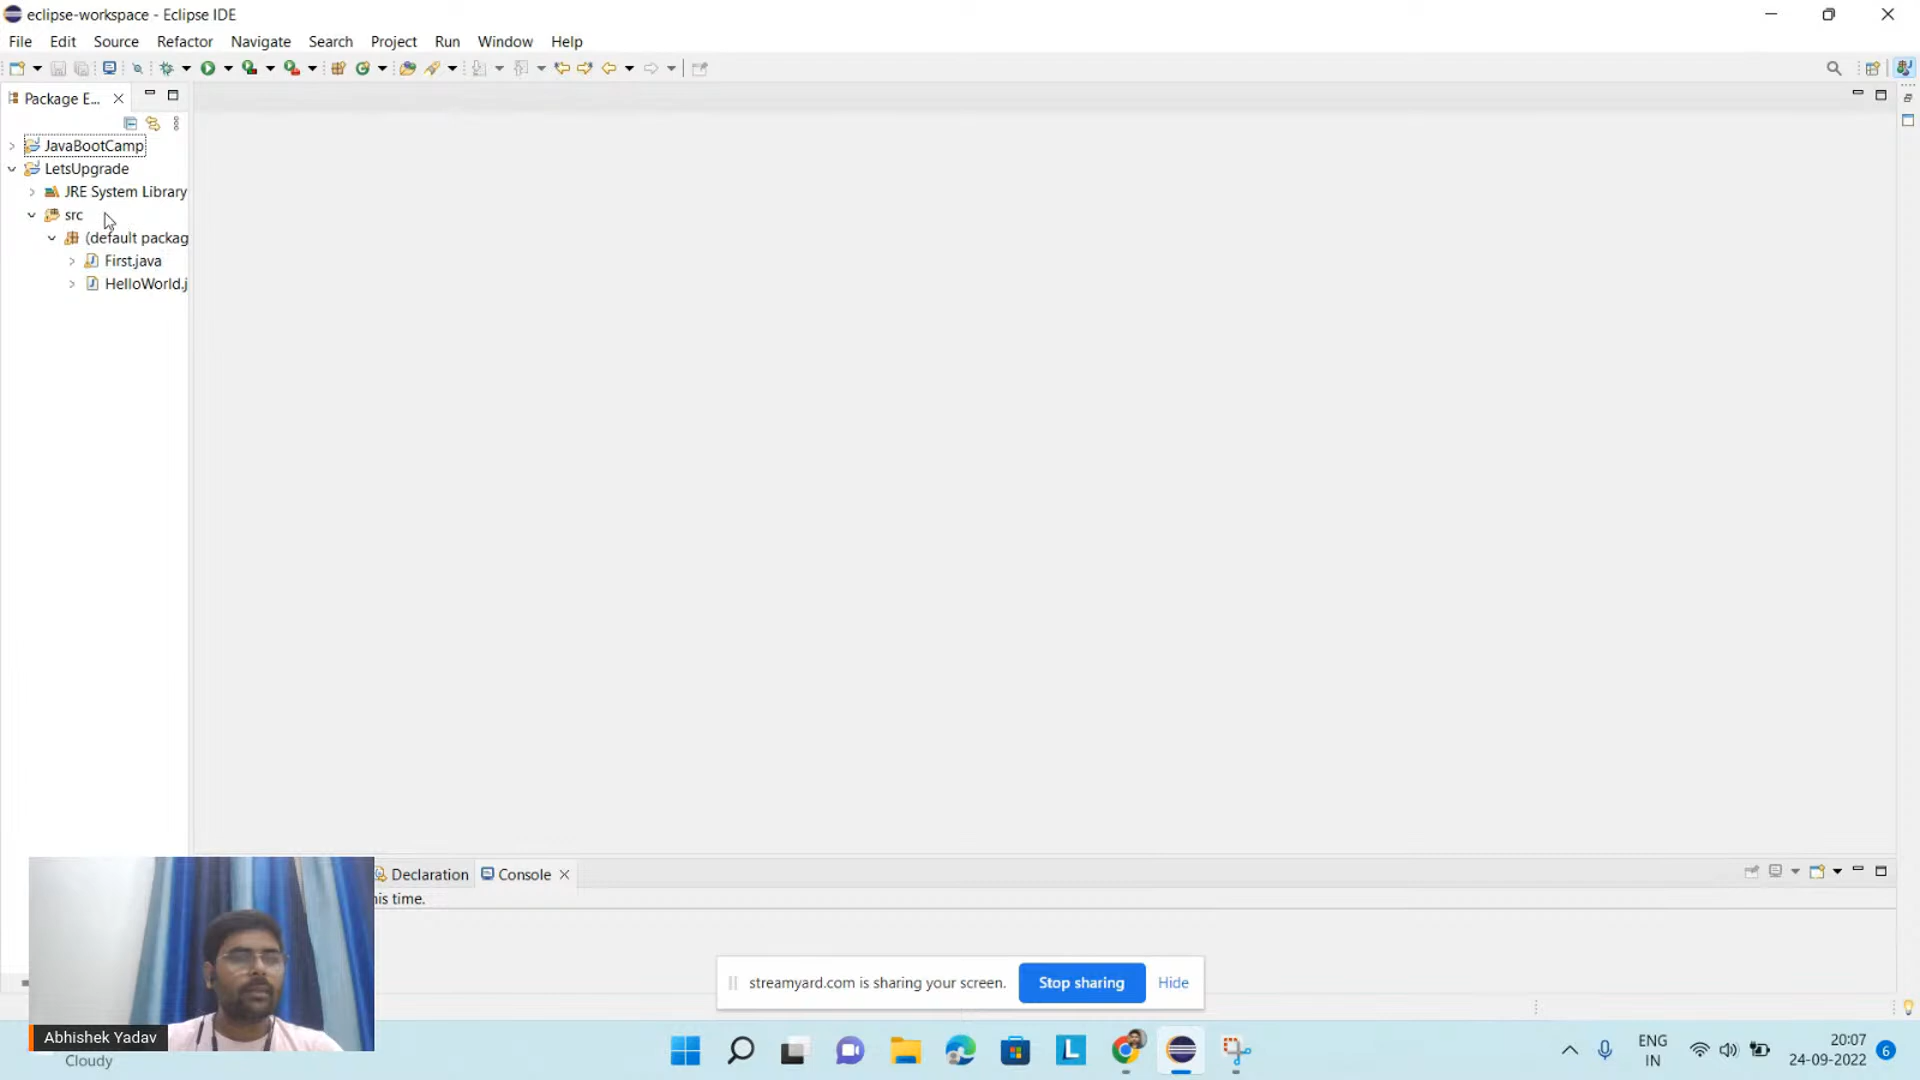 eclipse-workspace - Eclipse IDE
File Edit Source Refactor Navigate Search Run Project Window Help
Package E...
JavaBootCamp
LetsUpgrade
JRE System Library
src
(default packag
First.java
HelloWorld.j
Declaration Console
his time.
streamyard.com is sharing your screen. Stop sharing Hide
Abhishek Yadav
Cloudy
L
ENG
IN
20:07
24-09-2022
6